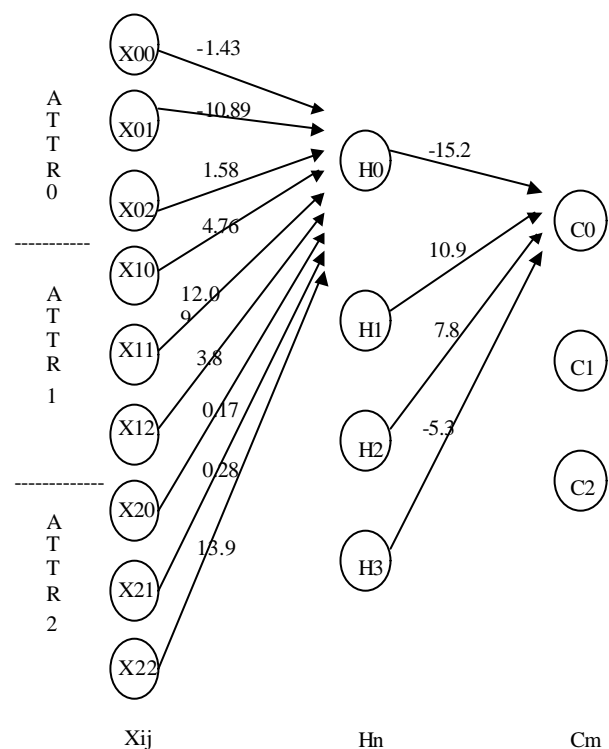 X00
-1.43
A
T
T
R
0
X01
-10.89
H0
-15.2
1.58
X02
C0
4.76
X10
10.9
12.0
9
A
T
T
R
1
H1
7.8
X11
3.8
C1
X12
0.17
-5.3
H2
0.28
C2
X20
A
T
T
R
2
13.9
H3
X21
X22
Xij
Hn
Cm